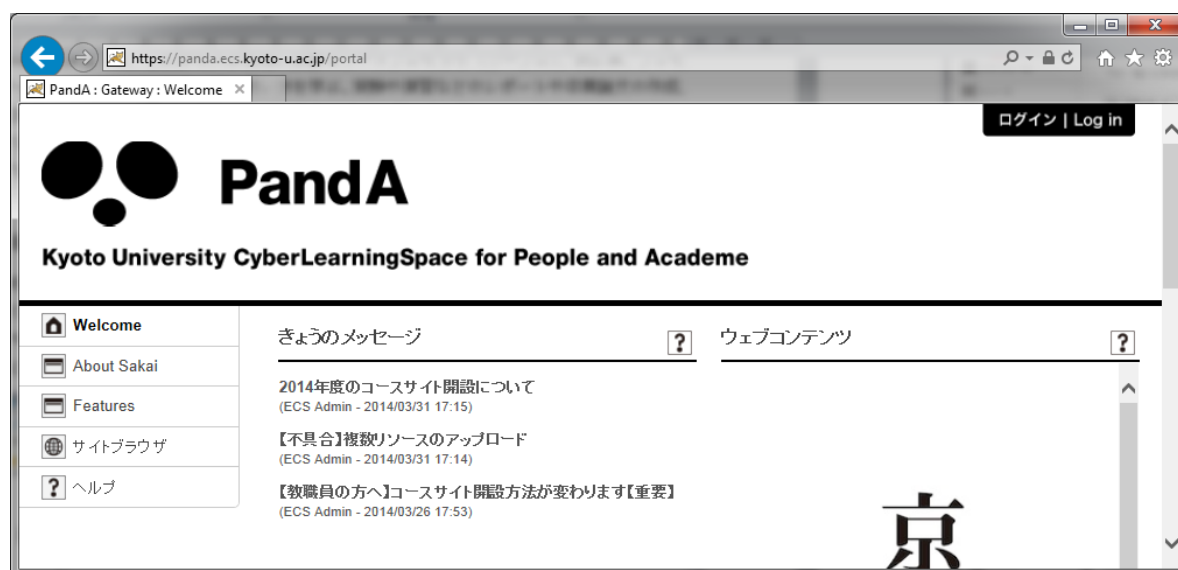 https://panda.ecs.kyoto-u.ac.jp/portal
PandA : Gateway : Welcome
ログイン | Log in
PandA
Kyoto University CyberLearningSpace for People and Academe
Welcome
About Sakai
Features
サイトブラウザ
ヘルプ
きょうのメッセージ
?
2014年度のコースサイト開設について
(ECS Admin - 2014/03/31 17:15)
【不具合】複数リソースのアップロード
(ECS Admin - 2014/03/31 17:14)
【教職員の方へ】コースサイト開設方法が変わります【重要】
(ECS Admin - 2014/03/26 17:53)
ウェブコンテンツ
?
京